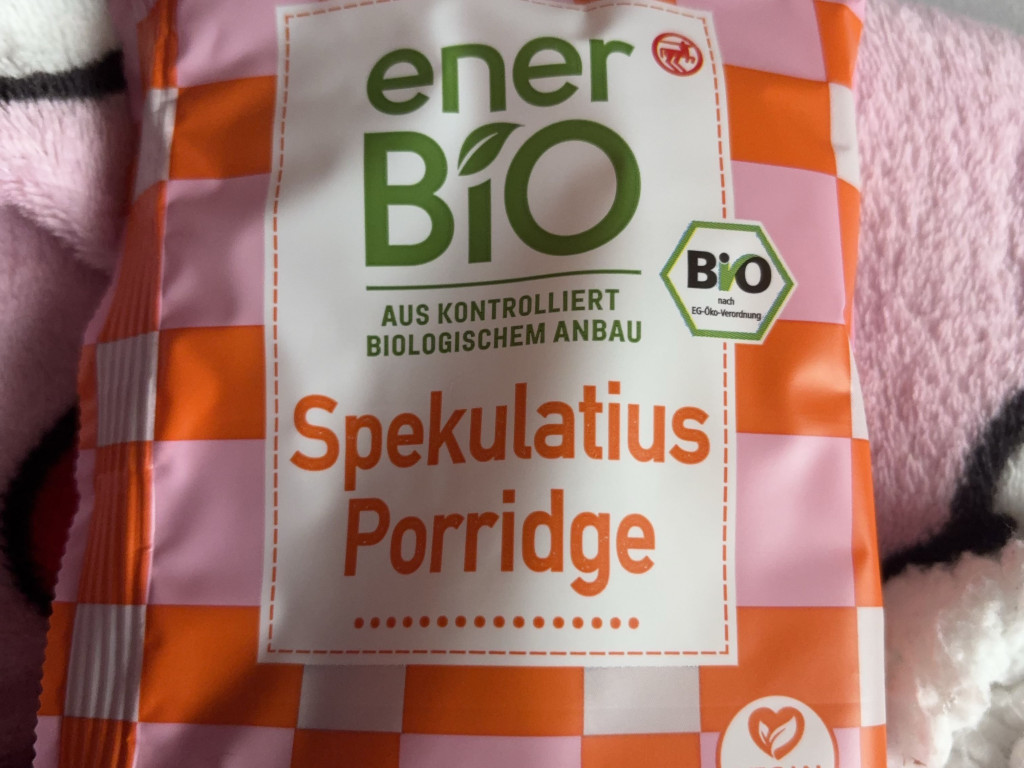 ener
BiO
AUS KONTROLLIERT
BIOLOGISCHEM ANBAU
Bio
nach
EG-Öko-Verordnung
Spekulatius
Porridge